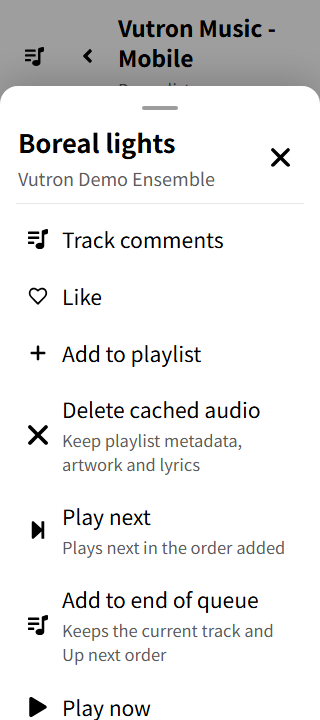 Vutron Music -
Mobile
Boreal lights
Vutron Demo Ensemble
Track comments
Like
Add to playlist
Delete cached audio
Keep playlist metadata,
artwork and lyrics
Play next
Plays next in the order added
Add to end of queue
Keeps the current track and
Up next order
Play now